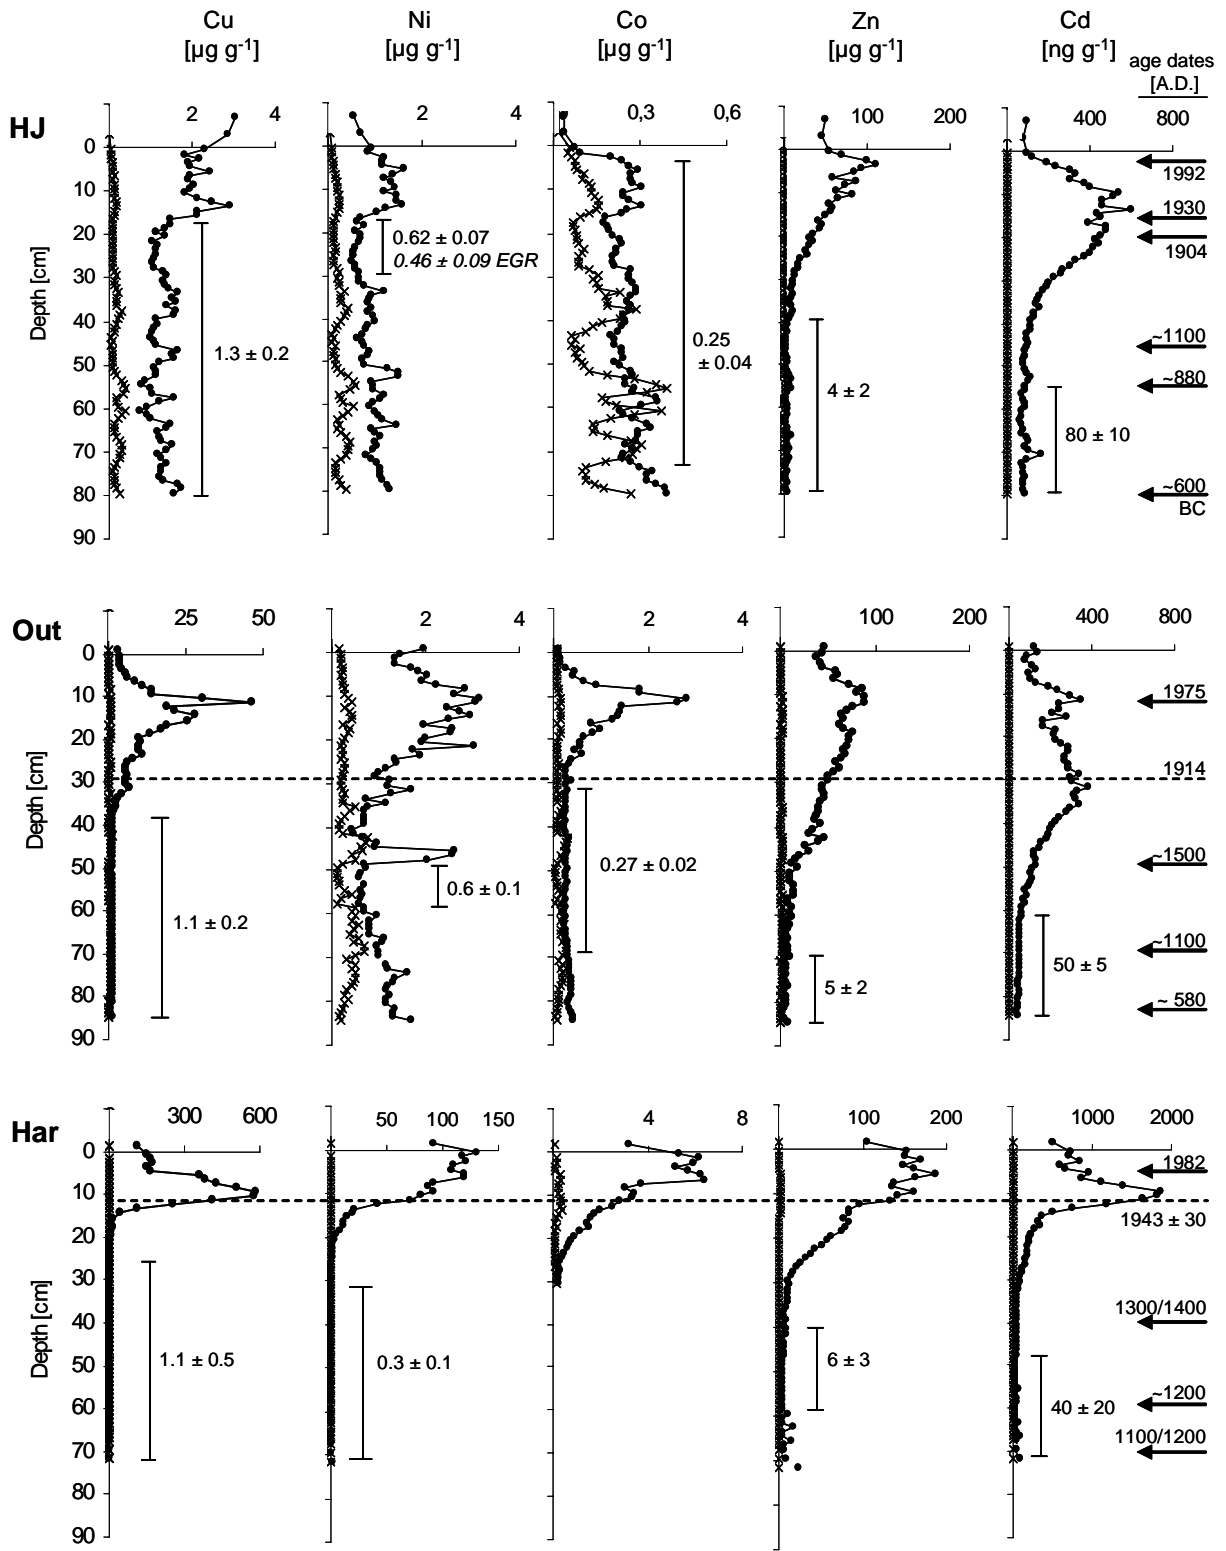 Cu Ni Co Zn Cd
[µg g-1] [µg g-1] [µg g-1] [µg g-1] [ng g-1]
age dates
[A.D.]
HJ
2 4 2 4 0,3 0,6 100 200 400 800
Depth [cm]
0
10
20
30
40
50
60
70
80
90
1.3 ± 0.2
0.62 ± 0.07
0.46 ± 0.09 EGR
0.25
± 0.04
4 ± 2
80 ± 10
1992
1930
1904
~1100
~880
~600
BC
Out
25 50 2 4 2 4 100 200 400 800
Depth [cm]
0
10
20
30
40
50
60
70
80
90
1.1 ± 0.2
0.6 ± 0.1
0.27 ± 0.02
5 ± 2
50 ± 5
1975
1914
~1500
~1100
~ 580
Har
300 600 50 100 150 4 8 100 200 1000 2000
Depth [cm]
0
10
20
30
40
50
60
70
80
90
1.1 ± 0.5
0.3 ± 0.1
6 ± 3
40 ± 20
1982
1943 ± 30
1300/1400
~1200
1100/1200